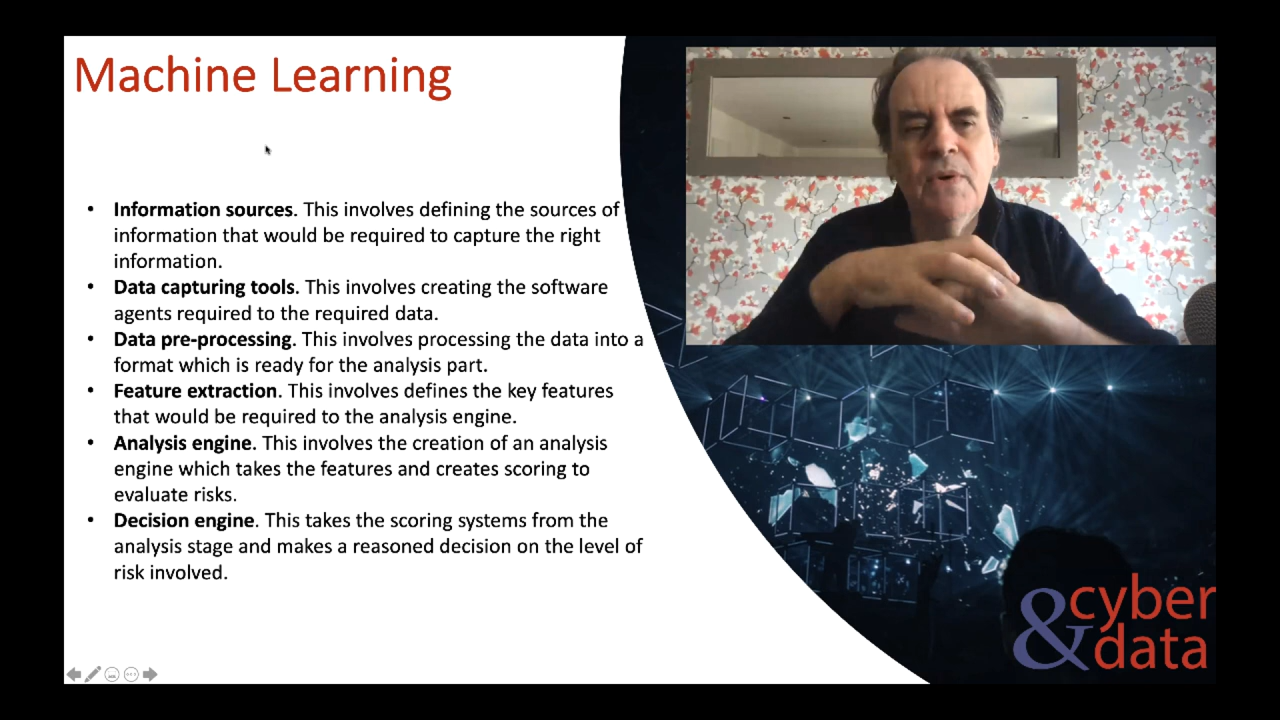 Machine Learning
• Information sources. This involves defining the sources of
information that would be required to capture the right
information.
• Data capturing tools. This involves creating the software
agents required to the required data.
• Data pre-processing. This involves processing the data into a
format which is ready for the analysis part.
• Feature extraction. This involves defines the key features
that would be required to the analysis engine.
• Analysis engine. This involves the creation of an analysis
engine which takes the features and creates scoring to
evaluate risks.
• Decision engine. This takes the scoring systems from the
analysis stage and makes a reasoned decision on the level of
risk involved.
cyber
&data